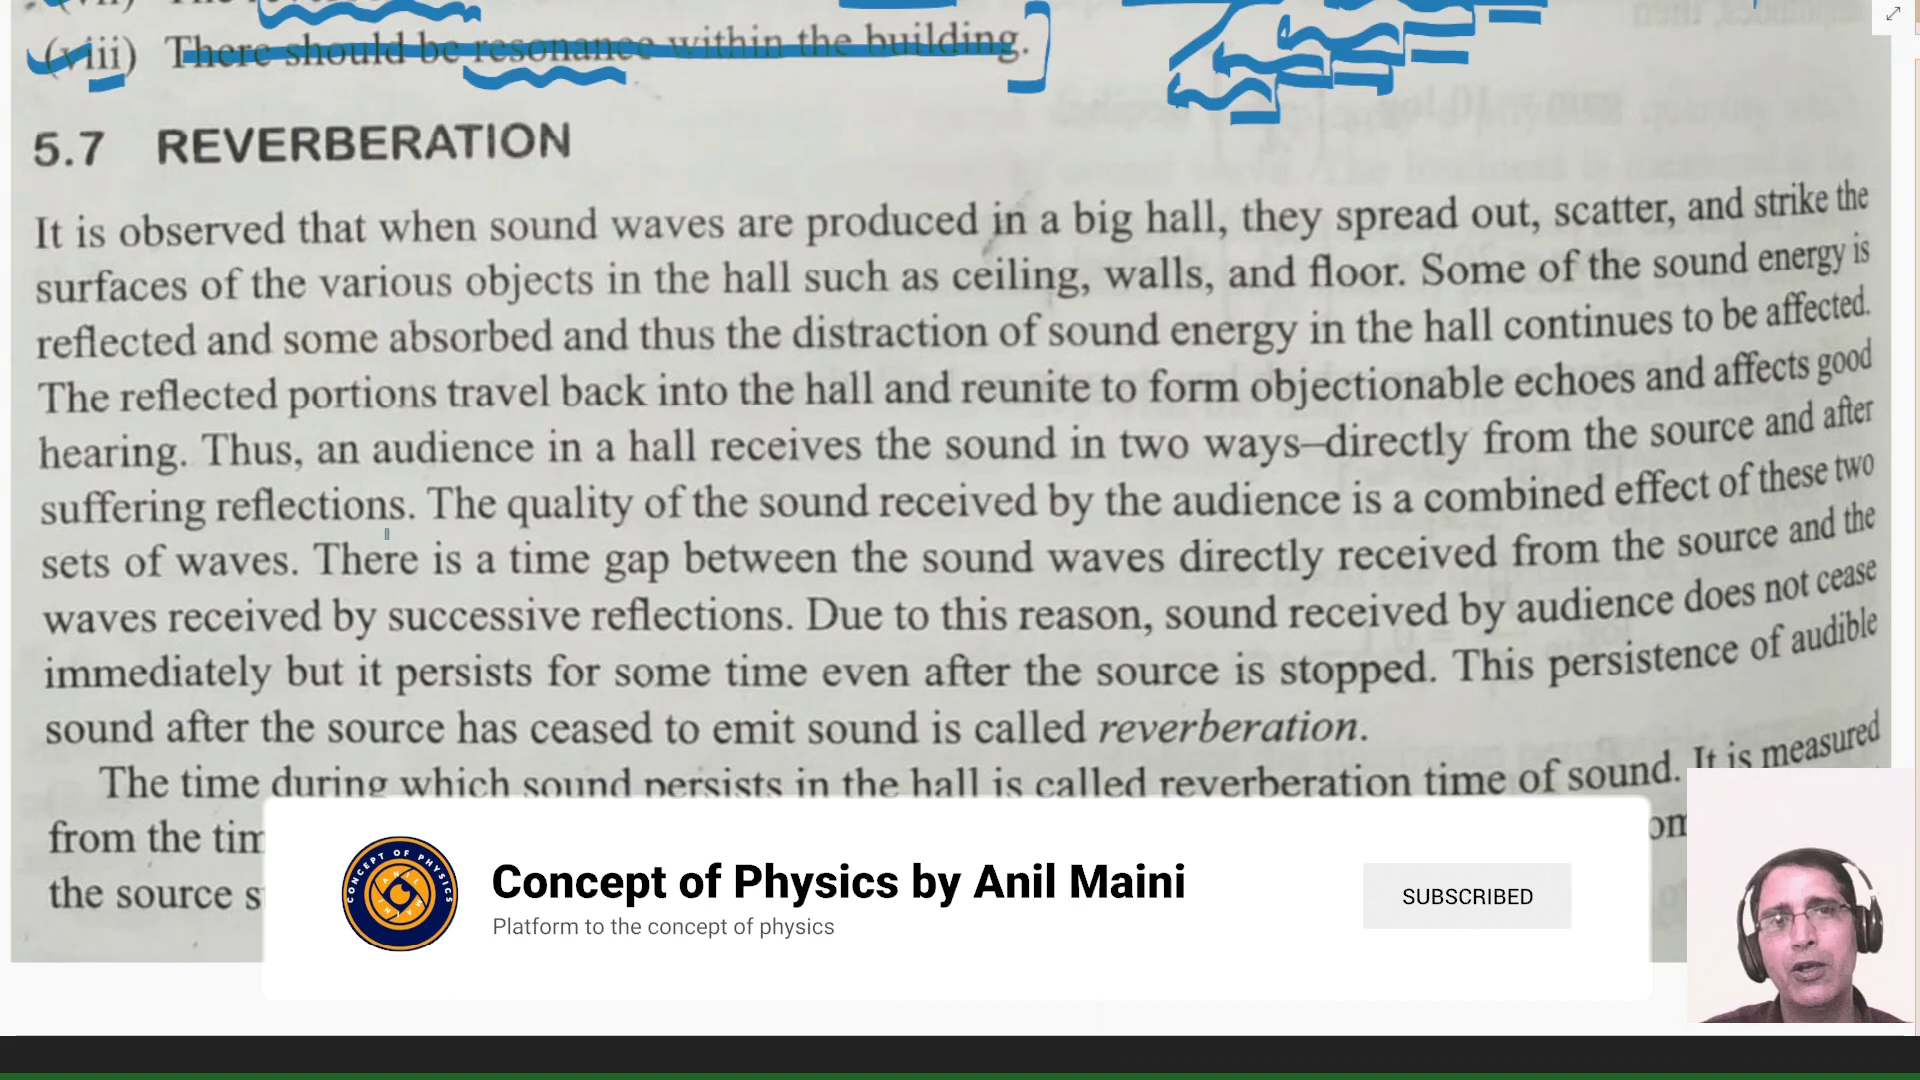 (viii) There should be resonance within the building.
5.7 REVERBERATION
It is observed that when sound waves are produced in a big hall, they spread out, scatter, and strike the
surfaces of the various objects in the hall such as ceiling, walls, and floor. Some of the sound energy is
reflected and some absorbed and thus the distraction of sound energy in the hall continues to be affected.
The reflected portions travel back into the hall and reunite to form objectionable echoes and affects good
hearing. Thus, an audience in a hall receives the sound in two ways–directly from the source and after
suffering reflections. The quality of the sound received by the audience is a combined effect of these two
sets of waves. There is a time gap between the sound waves directly received from the source and the
waves received by successive reflections. Due to this reason, sound received by audience does not cease
immediately but it persists for some time even after the source is stopped. This persistence of audible
sound after the source has ceased to emit sound is called reverberation.
The time during which sound persists in the hall is called reverberation time of sound. It is measured
from the
the source
CONCEPT OF PHYSICS
Concept of Physics by Anil Maini
Platform to the concept of physics
SUBSCRIBED